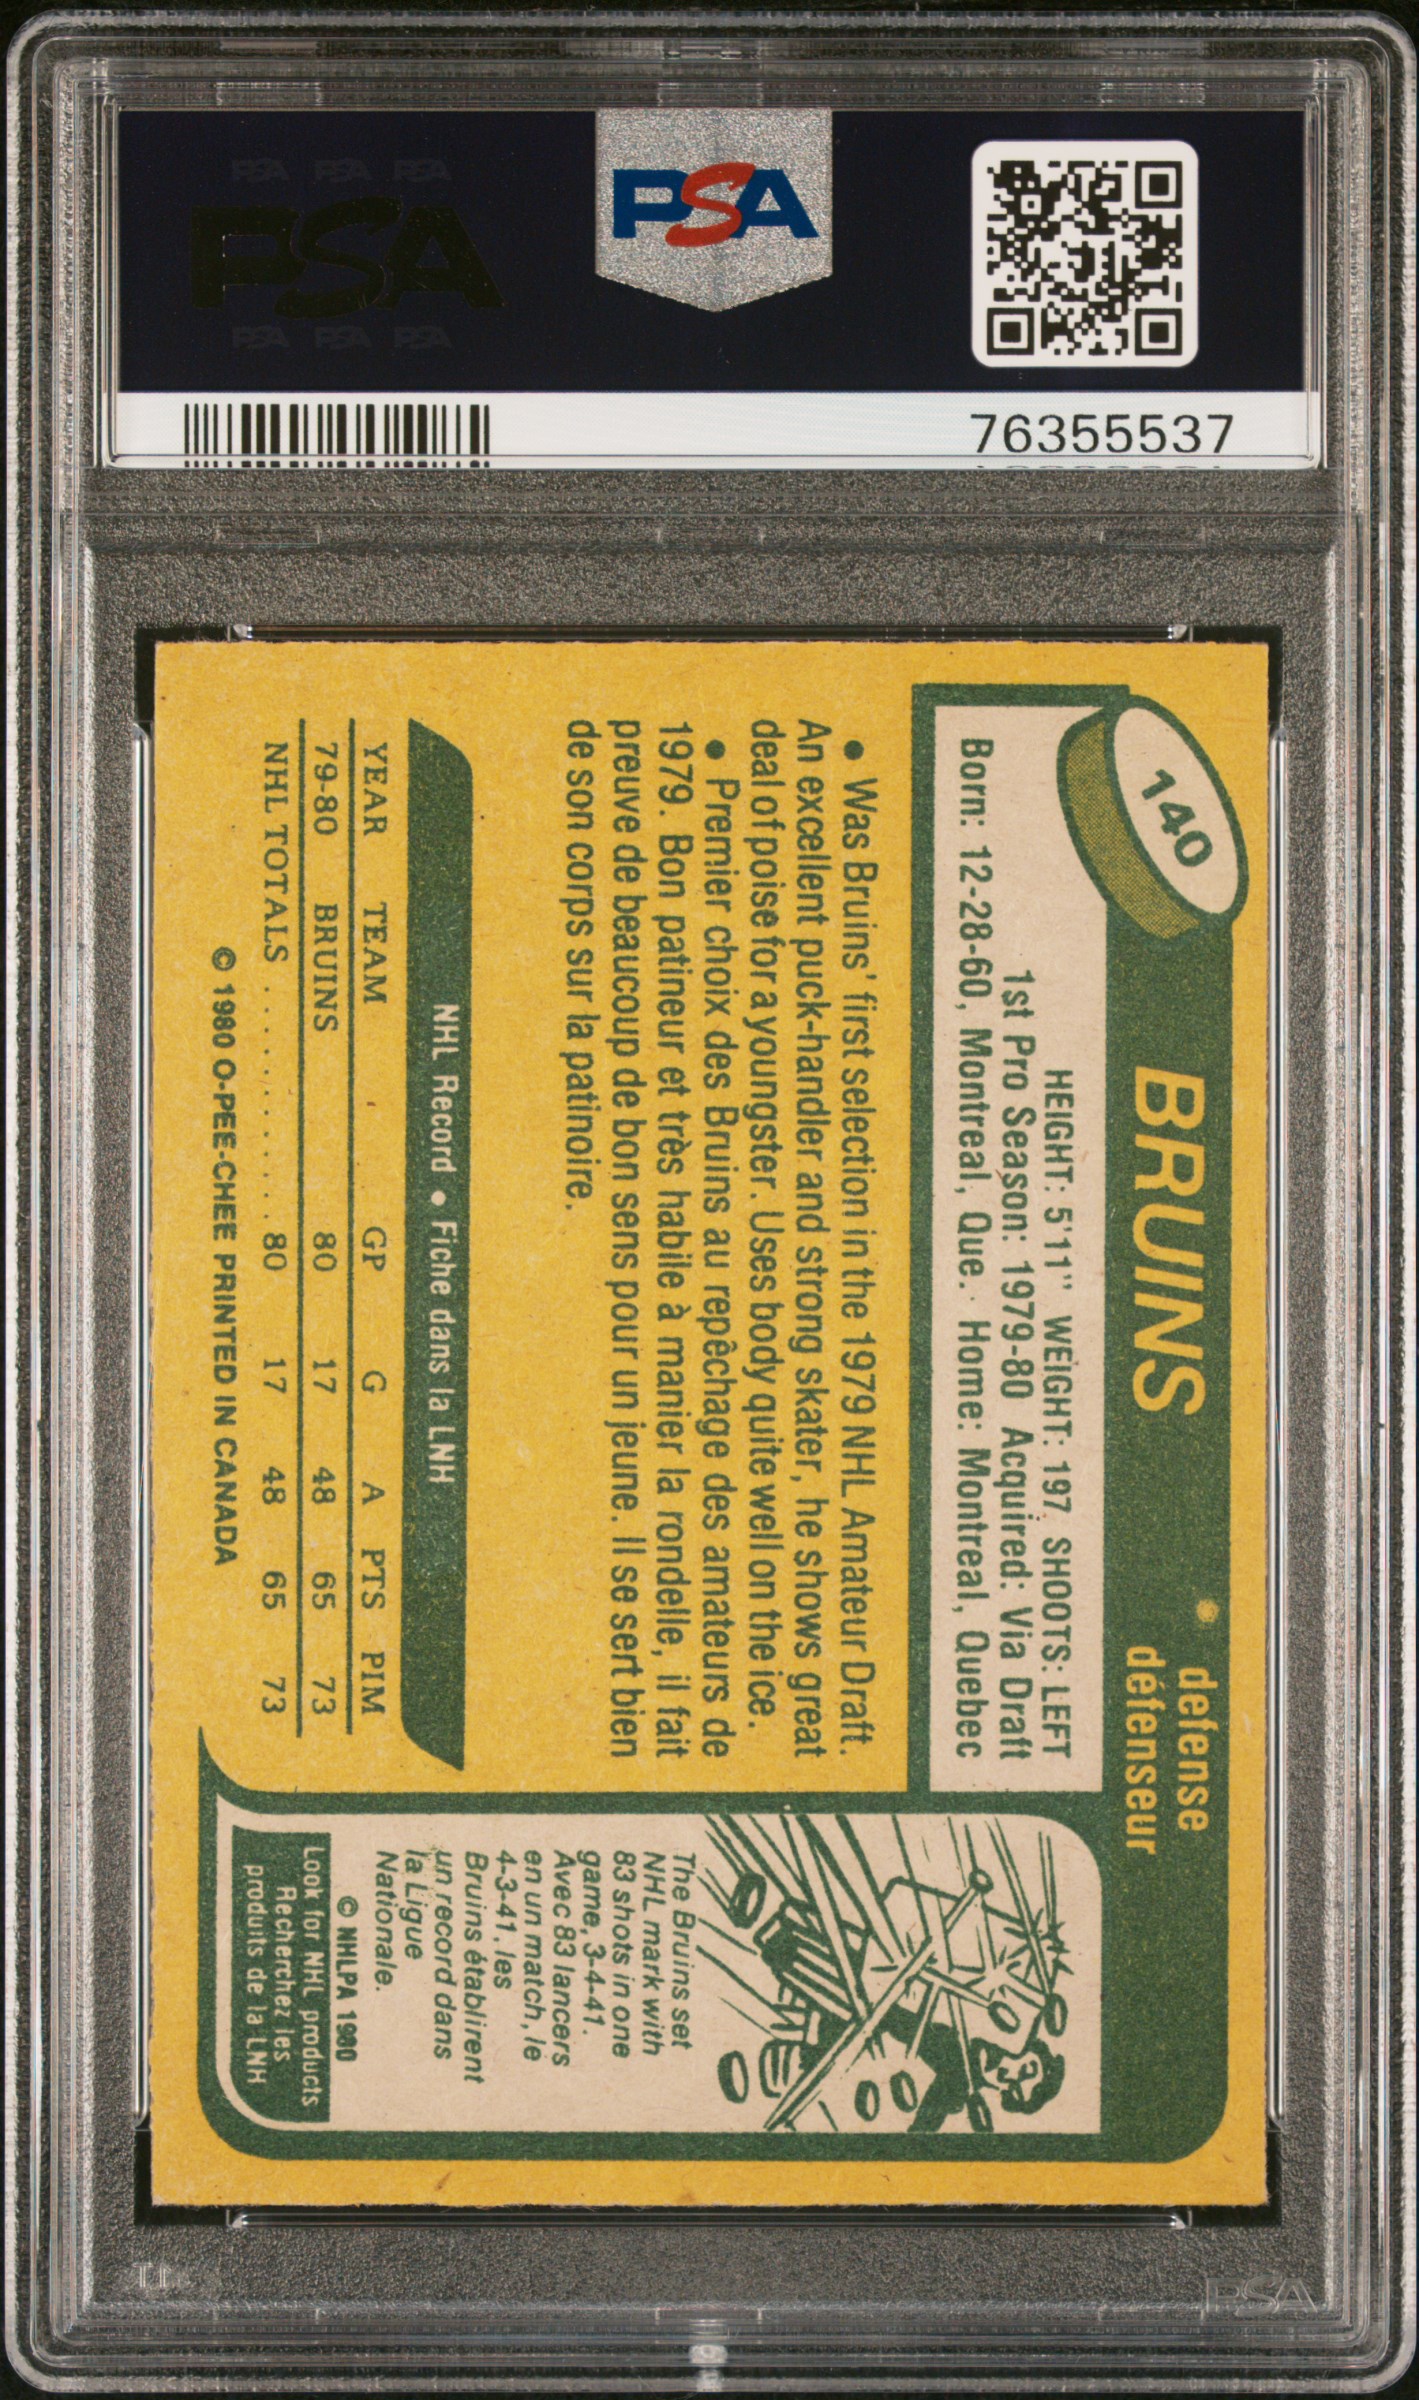 PSA PSA PSA
PSA
PSA PSA PSA
PSA
76355537
140
BRUINS
defense
défenseur
HEIGHT: 5'11" WEIGHT: 197 SHOOTS: LEFT
1st Pro Season: 1979-80 Acquired: Via Draft
Born: 12-28-60, Montreal, Que. Home: Montreal, Quebec
• Was Bruins' first selection in the 1979 NHL Amateur Draft.
An excellent puck-handler and strong skater, he shows great
deal of poise for a youngster. Uses body quite well on the ice.
• Premier choix des Bruins au repêchage des amateurs de
1979. Bon patineur et très habile à manier la rondelle, il fait
preuve de beaucoup de bon sens pour un jeune. Il se sert bien
de son corps sur la patinoire.
NHL Record • Fiche dans la LNH
YEAR TEAM GP G A PTS PIM
79-80 BRUINS 80 17 48 65 73
NHL TOTALS .......... 80 17 48 65 73
© 1980 O-PEE-CHEE PRINTED IN CANADA
The Bruins set
NHL mark with
83 shots in one
game, 3-4-41.
Avec 83 lancers
en un match, le
4-3-41, les
Bruins établirent
un record dans
la Ligue
Nationale.
© NHLPA 1980
Look for NHL products
Recherchez les
produits de la LNH
PSA